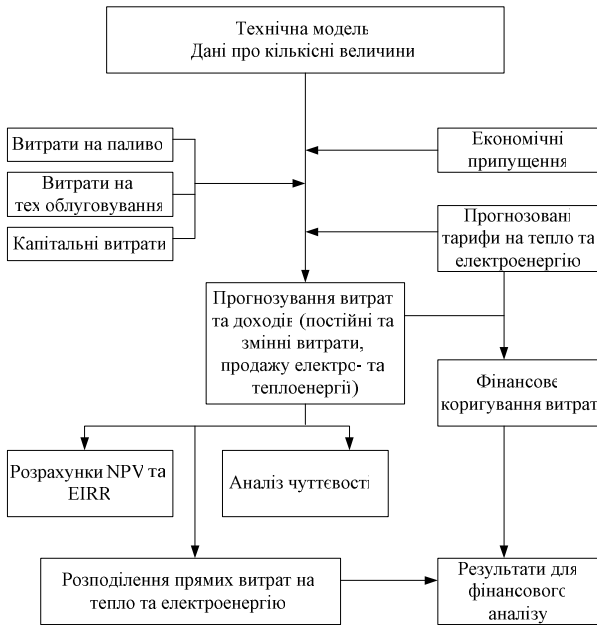 Технічна модель
Дані про кількісні величини
Витрати на паливо
Витрати на
тех облуговування
Капітальні витрати
Економічні
припущення
Прогнозовані
тарифи на тепло та
електроенергію
Прогнозування витрат
та доходів (постійні та
змінні витрати,
продажу електро- та
теплоенергії)
Фінансове
коригування витрат
Розрахунки NPV та
EIRR
Аналіз чуттєвості
Розподілення прямих витрат на
тепло та електроенергію
Результати для
фінансового
аналізу